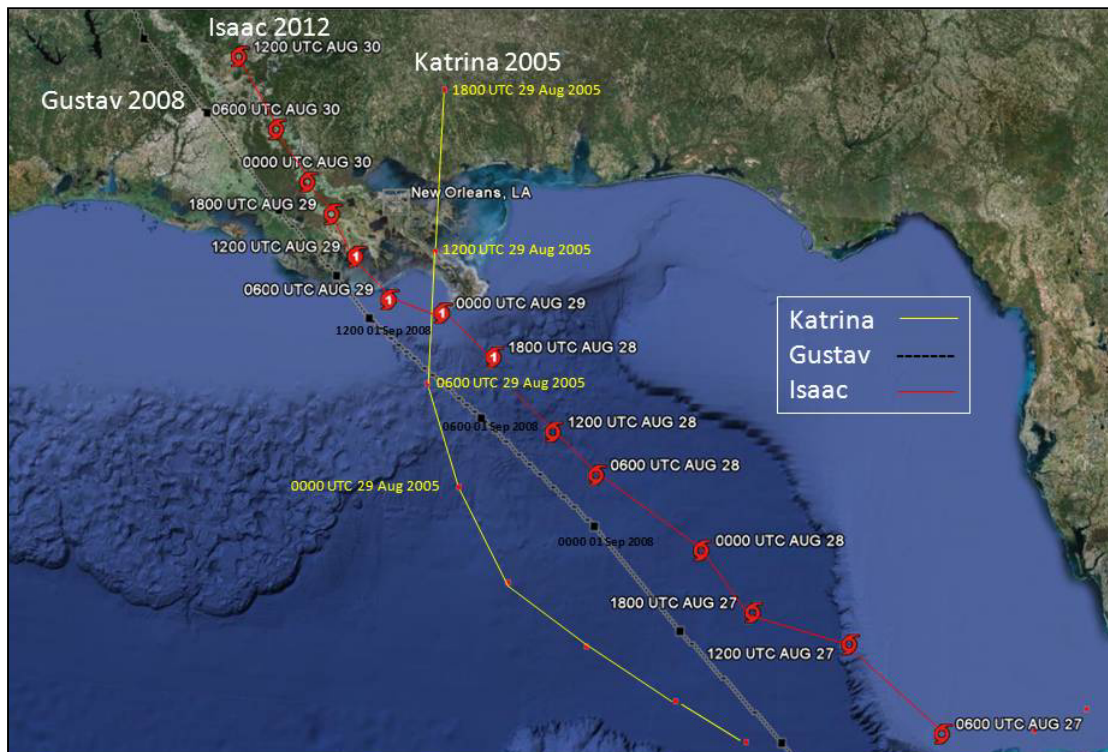 Isaac 2012
1200 UTC AUG 30
Katrina 2005
1800 UTC 29 Aug 2005
Gustav 2008
0600 UTC AUG 30
0000 UTC AUG 30
New Orleans, LA
1800 UTC AUG 29
1200 UTC AUG 29
1200 UTC 29 Aug 2005
0600 UTC AUG 29
1
1
1
0000 UTC AUG 29
1200 01 Sep 2008
1
1800 UTC AUG 28
Katrina
Gustav
Isaac
0600 UTC 29 Aug 2005
0600 01 Sep 2008
1200 UTC AUG 28
0600 UTC AUG 28
0000 UTC 29 Aug 2005
0000 01 Sep 2008
0000 UTC AUG 28
1800 UTC AUG 27
1200 UTC AUG 27
0600 UTC AUG 27